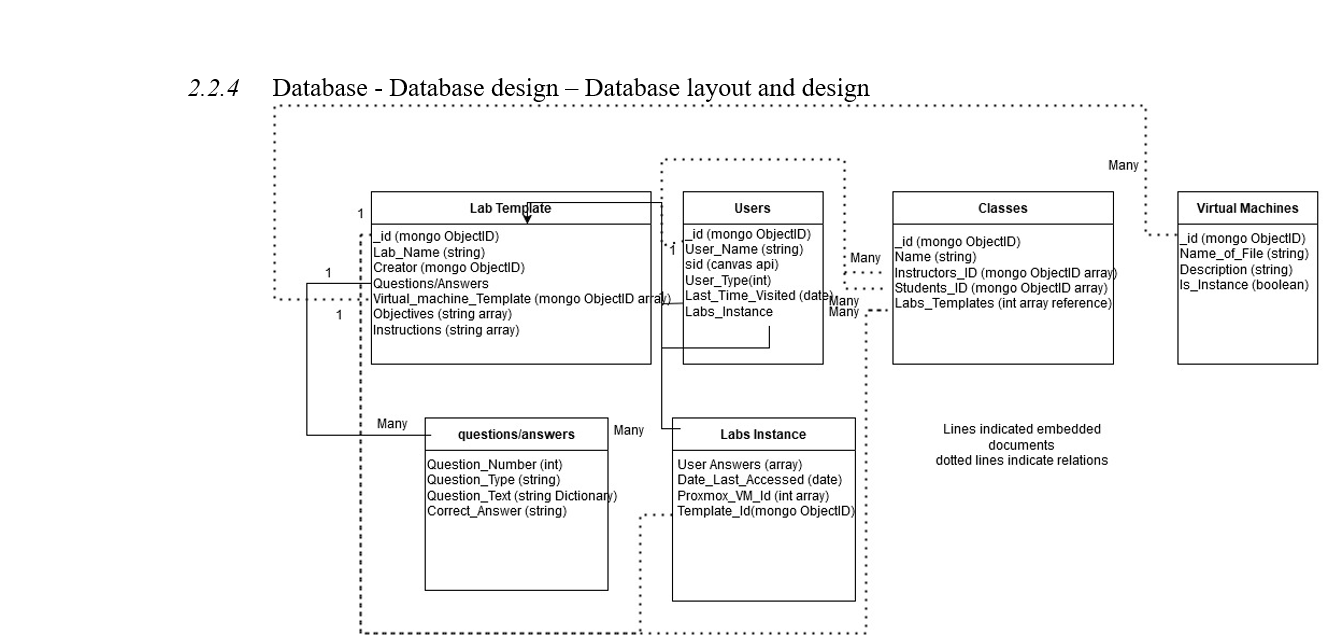 2.2.4 Database - Database design – Database layout and design
Many
1
Lab Template
_id (mongo ObjectID)
Lab_Name (string)
Creator (mongo ObjectID)
Questions/Answers
Virtual_machine_Template (mongo ObjectID array)
Objectives (string array)
Instructions (string array)
1
1
Users
_id (mongo ObjectID)
User_Name (string)
sid (canvas api)
User_Type(int)
Last_Time_Visited (date)
Labs_Instance
1
1
Many
Many
Many
Classes
_id (mongo ObjectID)
Name (string)
Instructors_ID (mongo ObjectID array)
Students_ID (mongo ObjectID array)
Labs_Templates (int array reference)
Virtual Machines
_id (mongo ObjectID)
Name_of_File (string)
Description (string)
Is_Instance (boolean)
Many
questions/answers
Question_Number (int)
Question_Type (string)
Question_Text (string Dictionary)
Correct_Answer (string)
Many
Labs Instance
User Answers (array)
Date_Last_Accessed (date)
Proxmox_VM_Id (int array)
Template_Id(mongo ObjectID)
Lines indicated embedded
documents
dotted lines indicate relations